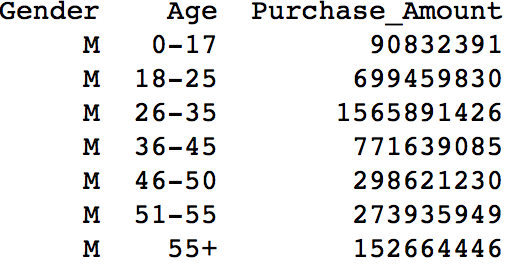 Gender Age Purchase_Amount
M 0-17 90832391
M 18-25 699459830
M 26-35 1565891426
M 36-45 771639085
M 46-50 298621230
M 51-55 273935949
M 55+ 152664446